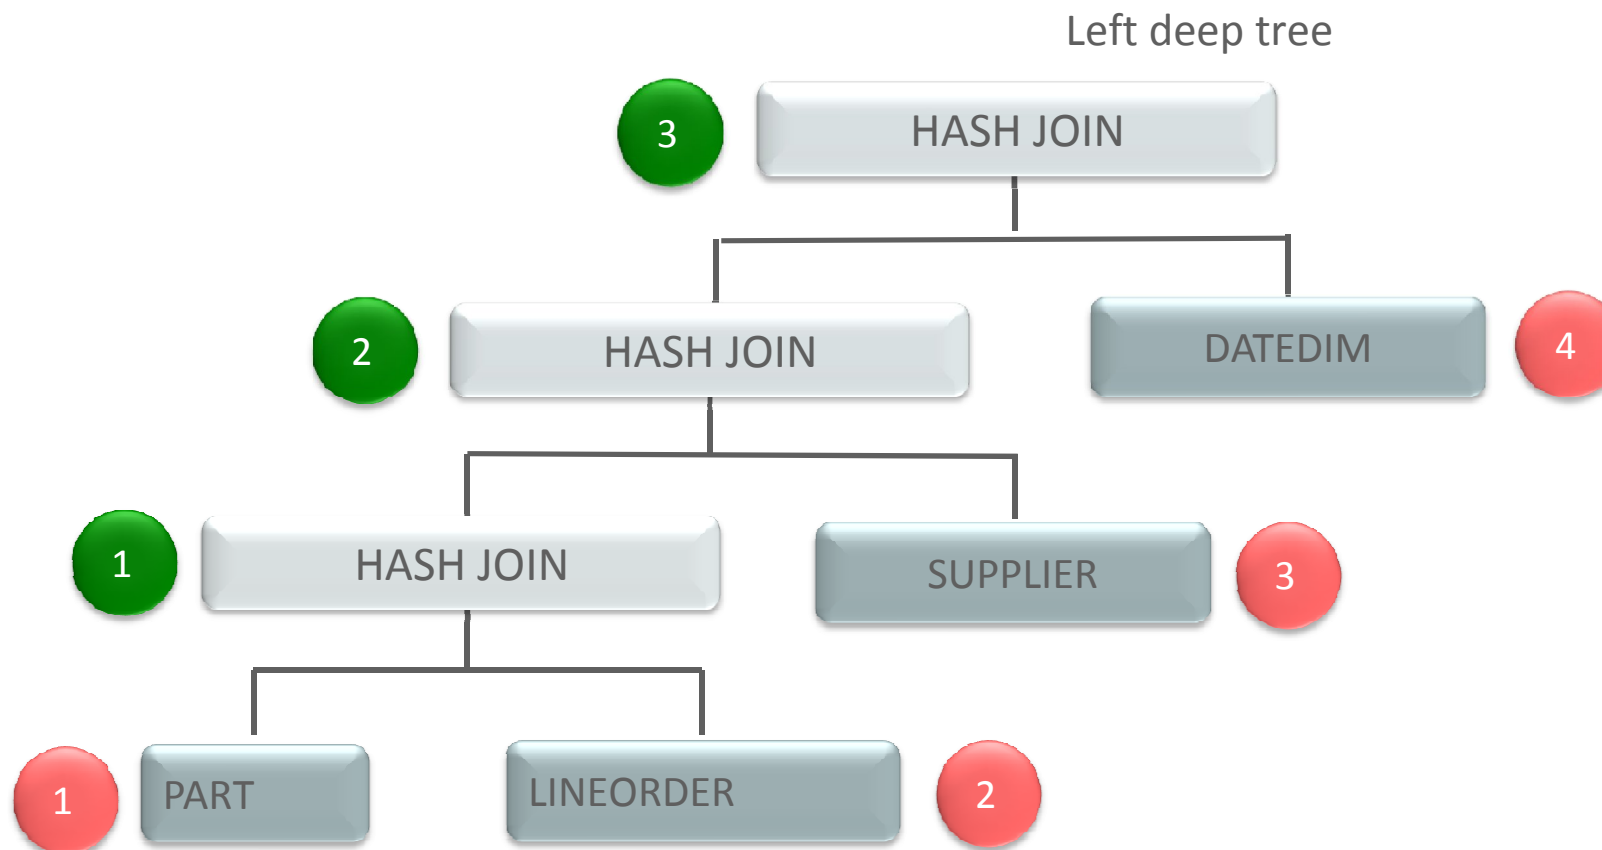 Left deep tree
3
HASH JOIN
2
HASH JOIN
DATEDIM
4
1
HASH JOIN
SUPPLIER
3
1
PART
LINEORDER
2